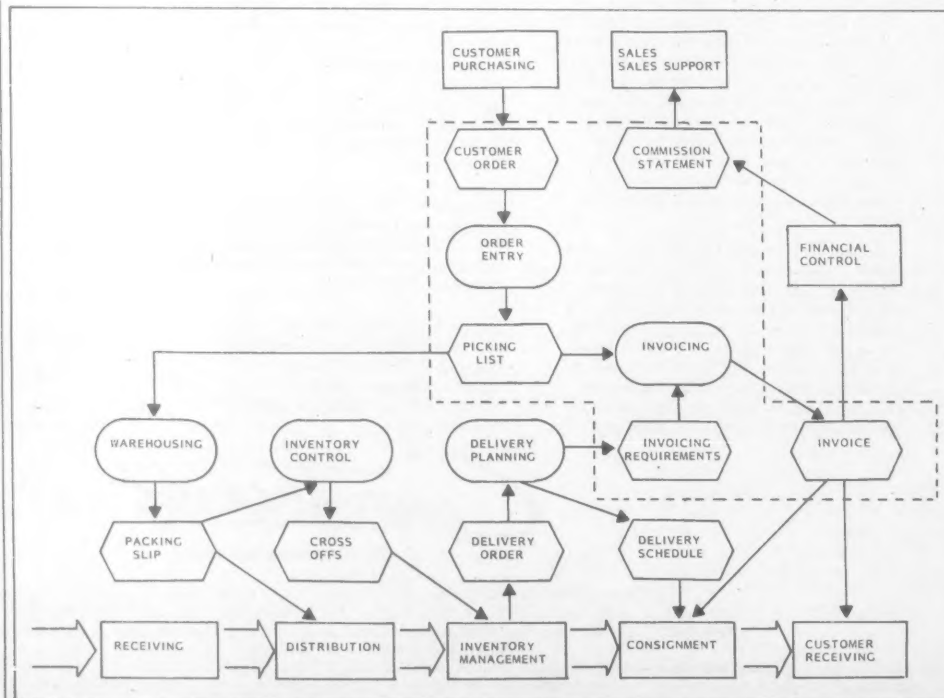 CUSTOMER
PURCHASING
SALES
SALES SUPPORT
CUSTOMER
ORDER
COMMISSION
STATEMENT
ORDER
ENTRY
FINANCIAL
CONTROL
PICKING
LIST
INVOICING
WAREHOUSING
INVENTORY
CONTROL
DELIVERY
PLANNING
INVOICING
REQUIREMENTS
INVOICE
PACKING
SLIP
CROSS
OFFS
DELIVERY
ORDER
DELIVERY
SCHEDULE
RECEIVING
DISTRIBUTION
INVENTORY
MANAGEMENT
CONSIGNMENT
CUSTOMER
RECEIVING